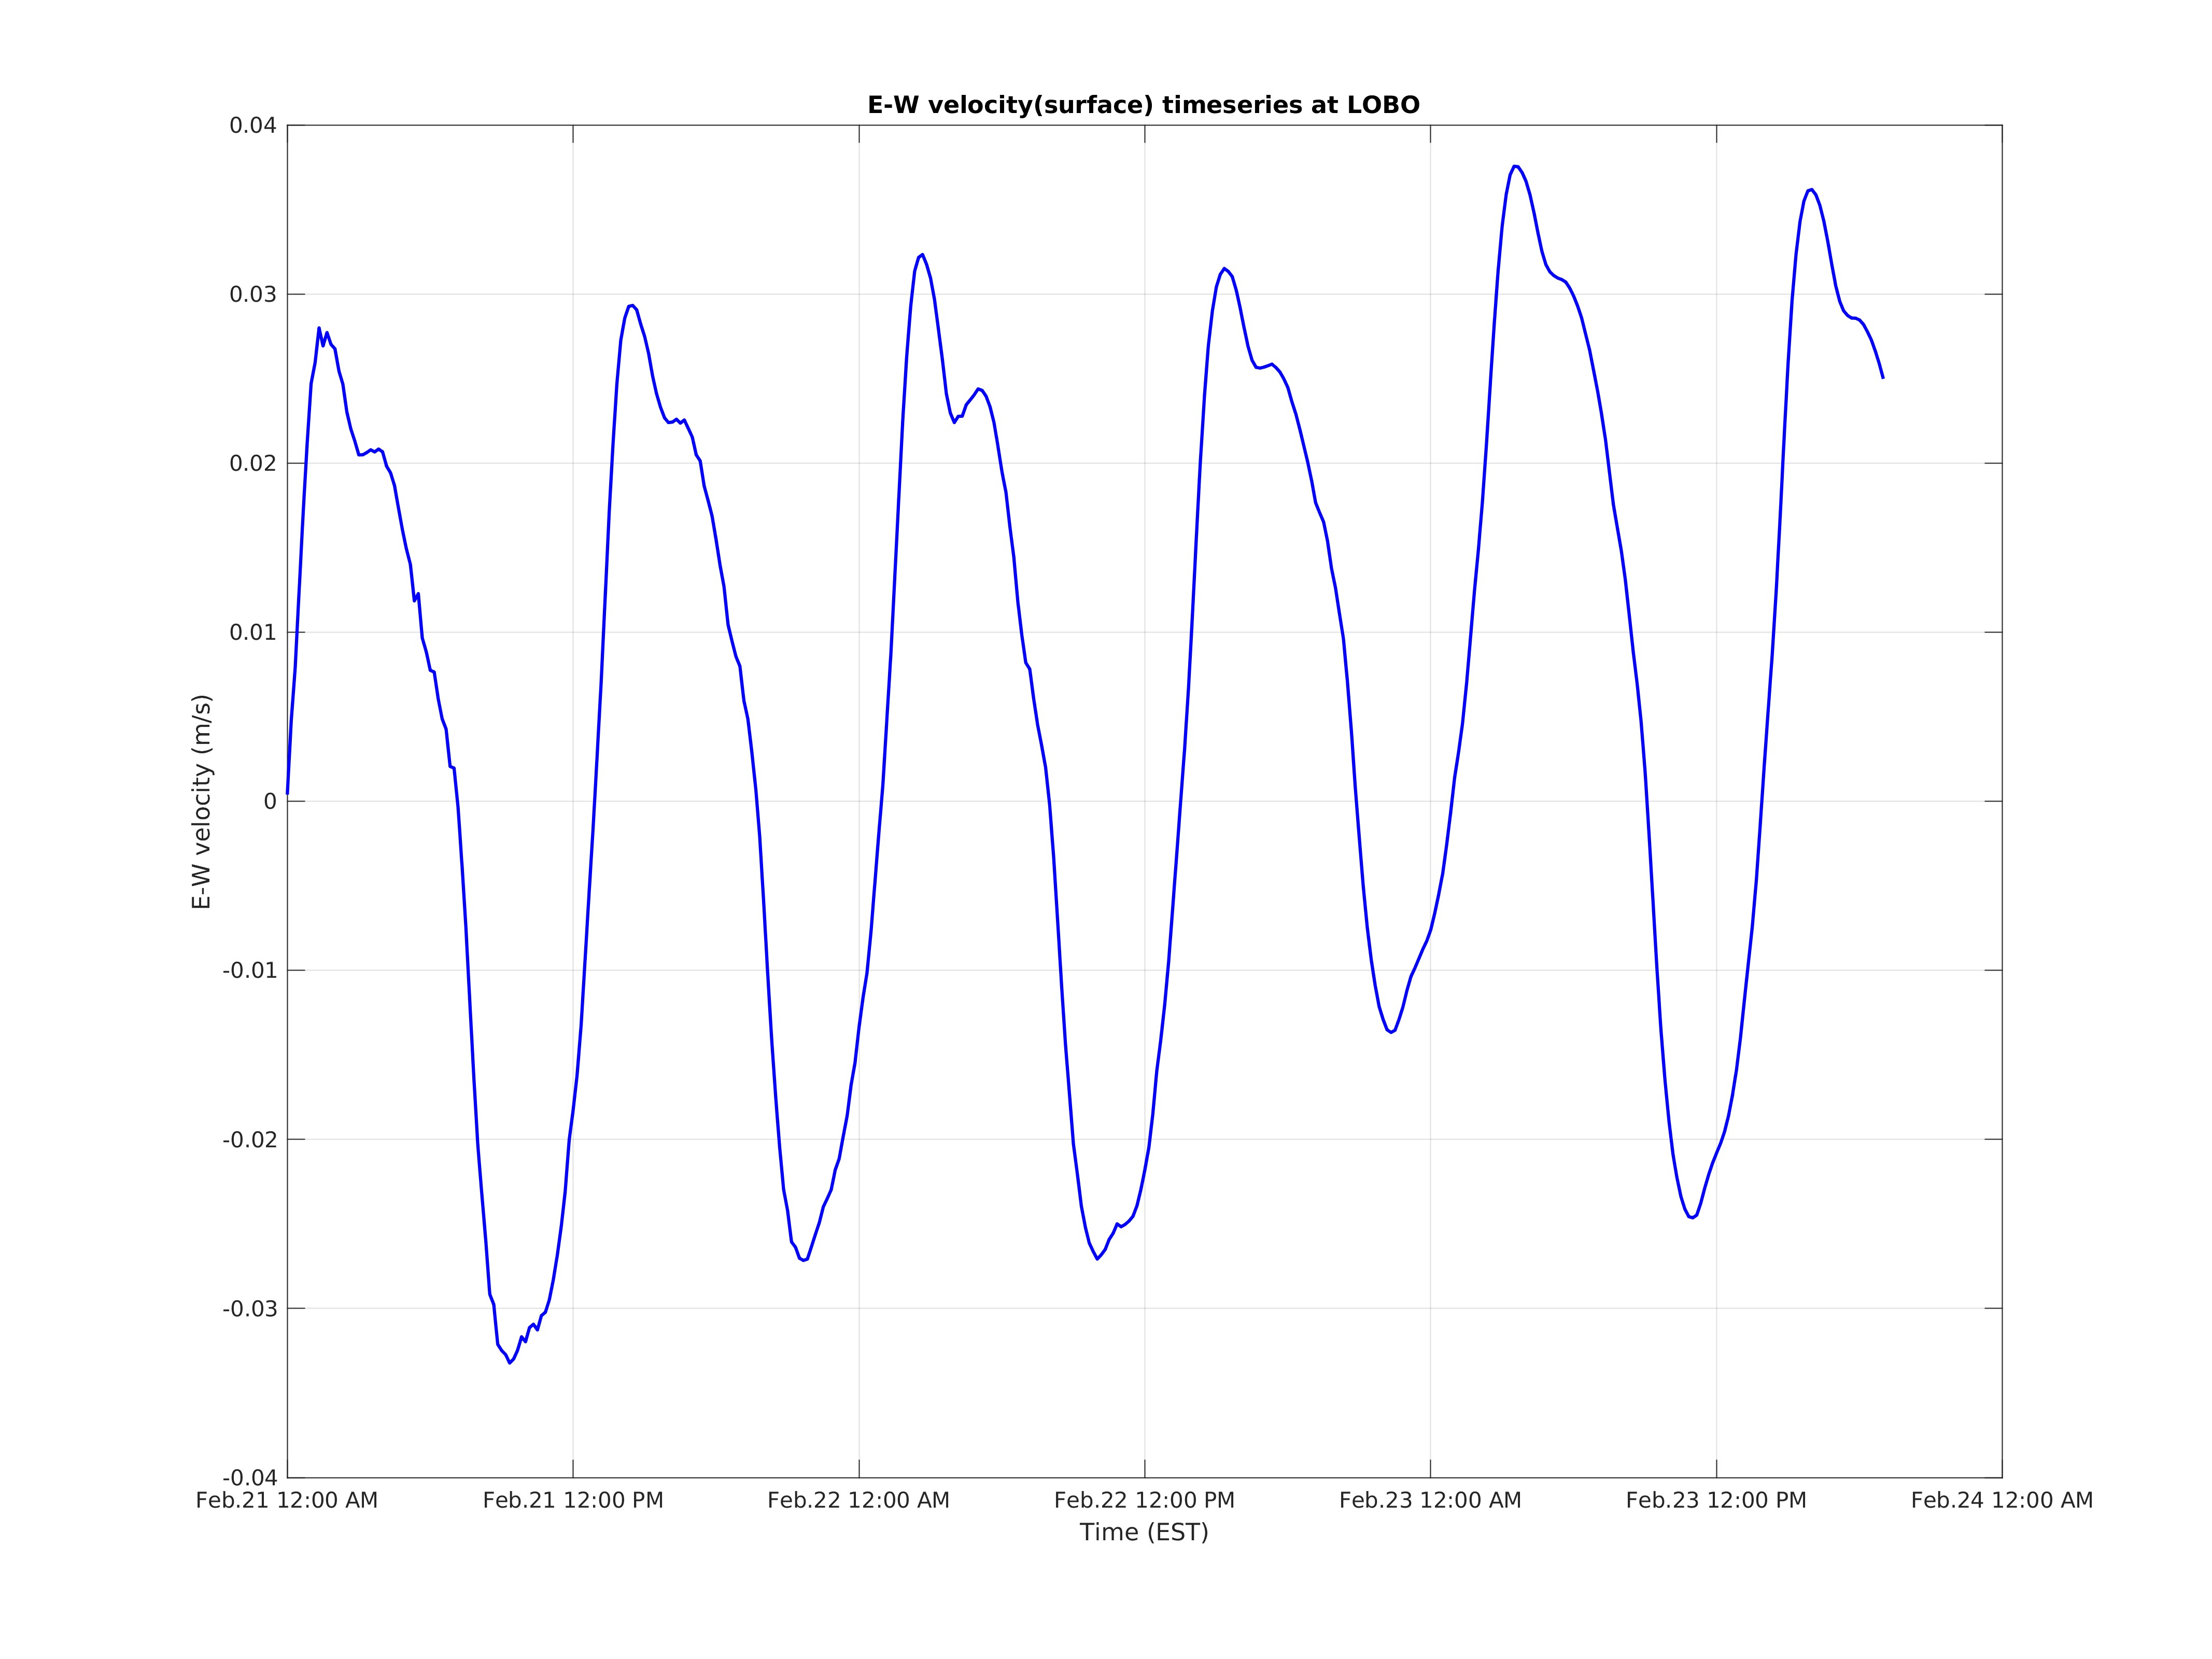 E-W velocity(surface) timeseries at LOBO
0.04
0.03
0.02
0.01
0
-0.01
-0.02
-0.03
-0.04
E-W velocity (m/s)
Feb.21 12:00 AM Feb.21 12:00 PM Feb.22 12:00 AM Feb.22 12:00 PM Feb.23 12:00 AM Feb.23 12:00 PM Feb.24 12:00 AM
Time (EST)